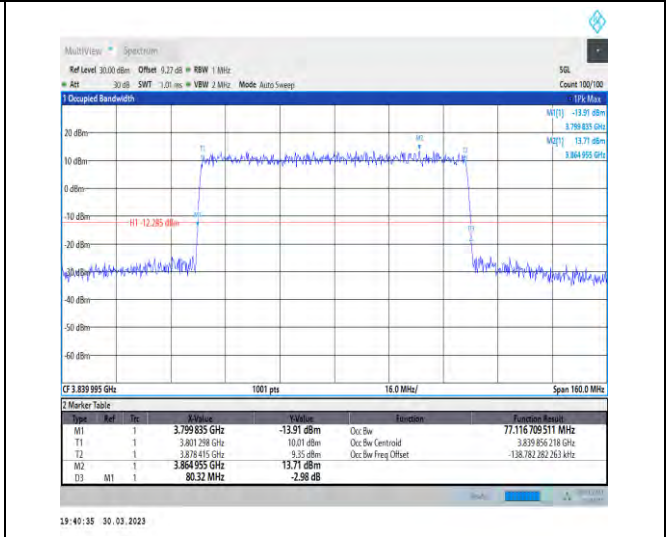 MultiView Spectrum
Ref Level 30.00 dBm Offset 9.27 dB RBW 1 MHz SGL
Att 30 dB SWT 1.01 ms VBW 2 MHz Mode Auto Sweep Count 100/100
1 Occupied Bandwidth 1Pk Max
M1[1] -13.91 dBm
3.799 835 GHz
M2[1] 13.71 dBm
3.864 955 GHz
20 dBm
T1
M2
10 dBm
0 dBm
-10 dBm
H1 -12.285 dBm
-20 dBm
-30 dBm
-40 dBm
-50 dBm
-60 dBm
CF 3.839 995 GHz 1001 pts 16.0 MHz/ Span 160.0 MHz
2 Marker Table
Type Ref Trc X-Value Y-Value Function Function Result
M1 1 3.799 835 GHz -13.91 dBm Occ Bw 77.116 709 511 MHz
T1 1 3.801 298 GHz 10.01 dBm Occ Bw Centroid 3.839 856 218 GHz
T2 1 3.878 415 GHz 9.35 dBm Occ Bw Freq Offset -138.782 282 263 kHz
M2 1 3.864 955 GHz 13.71 dBm
D3 M1 1 80.32 MHz -2.98 dB
19:40:35 30.03.2023